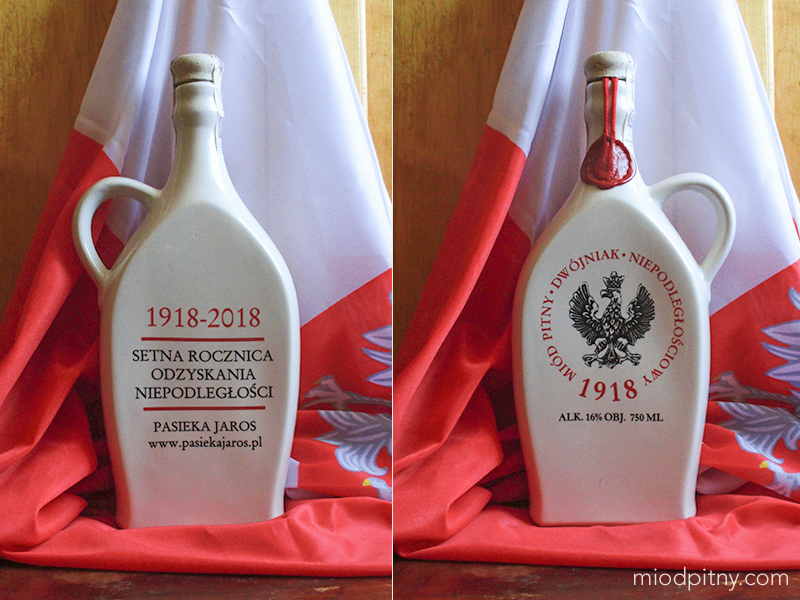 1918-2018
SETNA ROCZNICA
ODZYSKANIA
NIEPODLEGŁOŚCI
PASIEKA JAROS
www.pasiekajaros.pl
MIÓD PITNY • DWÓJNIAK • NIEPODLEGŁOŚCIOWY
1918
ALK. 16% OBJ. 750 ML
miodpitny.com